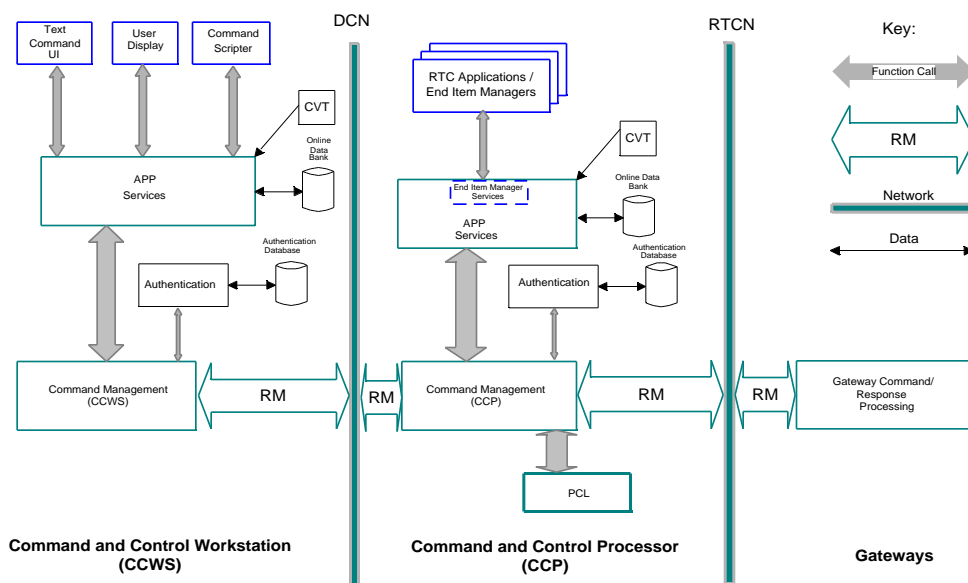 DCN
RTCN
Key:
Text
Command
UI
User
Display
Command
Scripter
RTC Applications /
End Item Managers
Function Call
CVT
CVT
RM
Online
Data
Bank
APP
Services
End Item Manager
Services
APP
Services
Online Data
Bank
Network
Data
Authentication
Database
Authentication
Authentication
Database
Authentication
Command Management
(CCWS)
RM
RM
Command Management
(CCP)
RM
RM
Gateway Command/
Response
Processing
PCL
Command and Control Workstation
(CCWS)
Command and Control Processor
(CCP)
Gateways